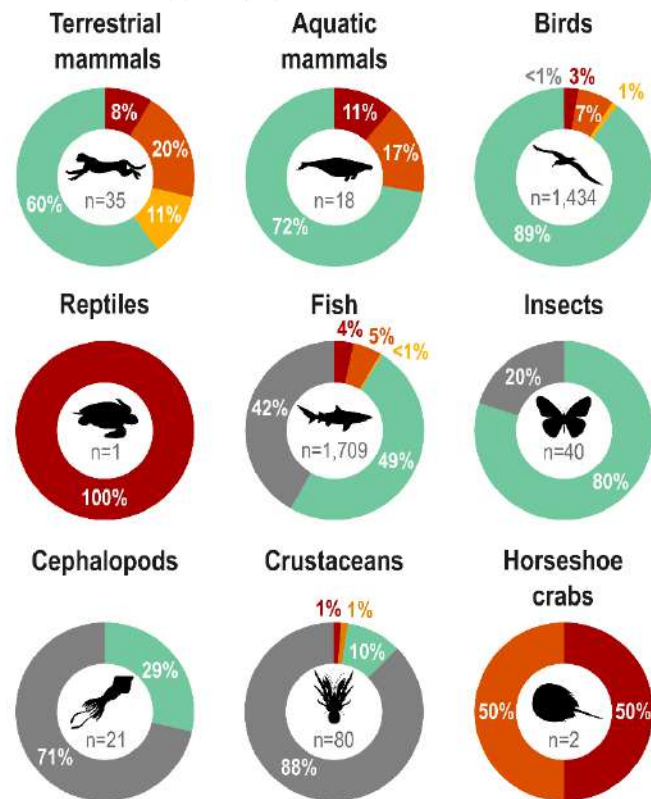 Terrestrial
mammals
8%
20%
11%
60%
n=35
Aquatic
mammals
11%
17%
72%
n=18
Birds
<1%
3%
1%
7%
89%
n=1,434
Reptiles
n=1
100%
Fish
4%
5%
<1%
42%
49%
n=1,709
Insects
20%
n=40
80%
Cephalopods
29%
71%
n=21
Crustaceans
1%
1%
10%
88%
n=80
Horseshoe
crabs
50%
50%
n=2